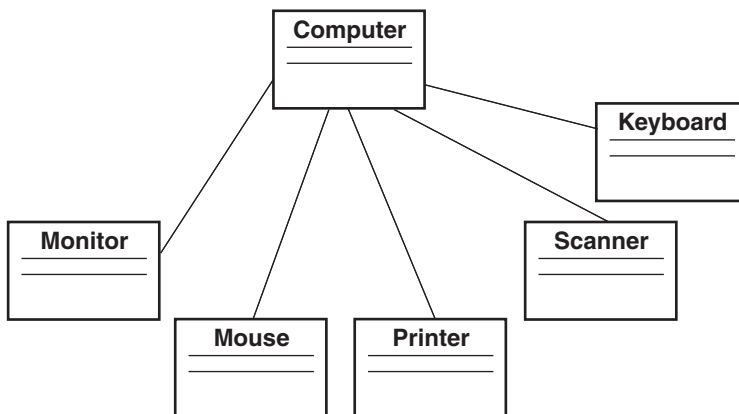 Computer
Keyboard
Monitor
Scanner
Mouse
Printer